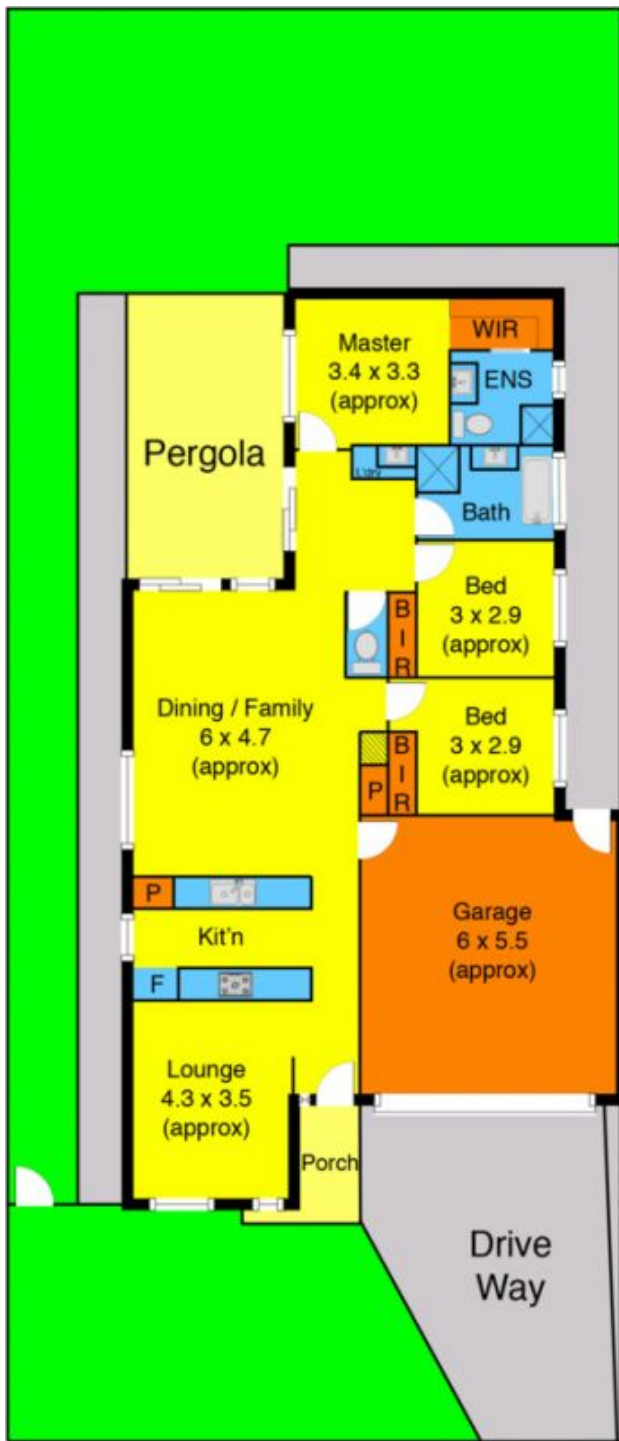 WIR
Master
3.4 x 3.3
(approx)
ENS
Pergola
L'dry
Bath
Bed
3 x 2.9
(approx)
B
I
R
Dining / Family
6 x 4.7
(approx)
Bed
3 x 2.9
(approx)
B
I
R
P
P
Kit'n
Garage
6 x 5.5
(approx)
F
Lounge
4.3 x 3.5
(approx)
Porch
Drive
Way